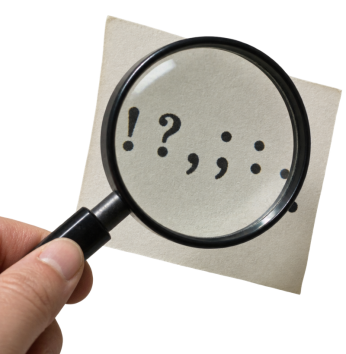 ! ? , ; : .